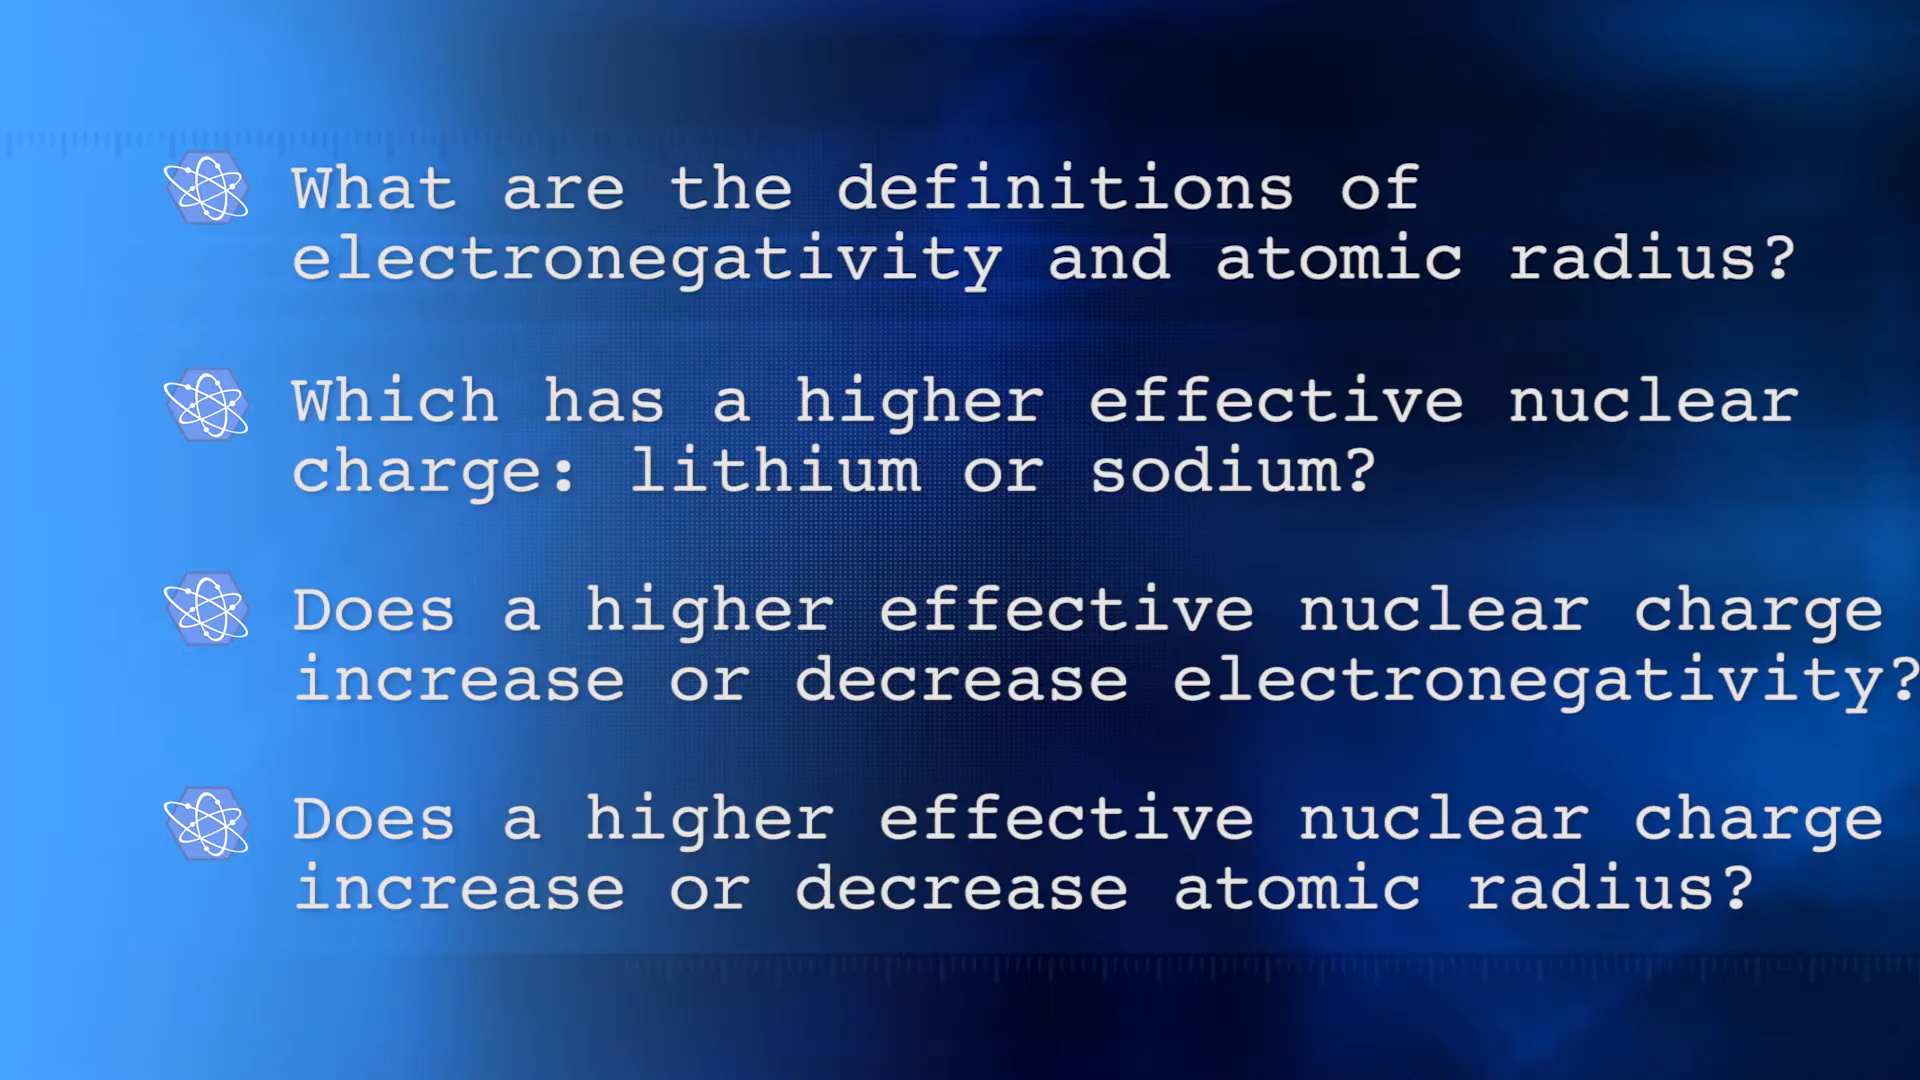 What are the definitions of
electronegativity and atomic radius?
Which has a higher effective nuclear
charge: lithium or sodium?
Does a higher effective nuclear charge
increase or decrease electronegativity?
Does a higher effective nuclear charge
increase or decrease atomic radius?